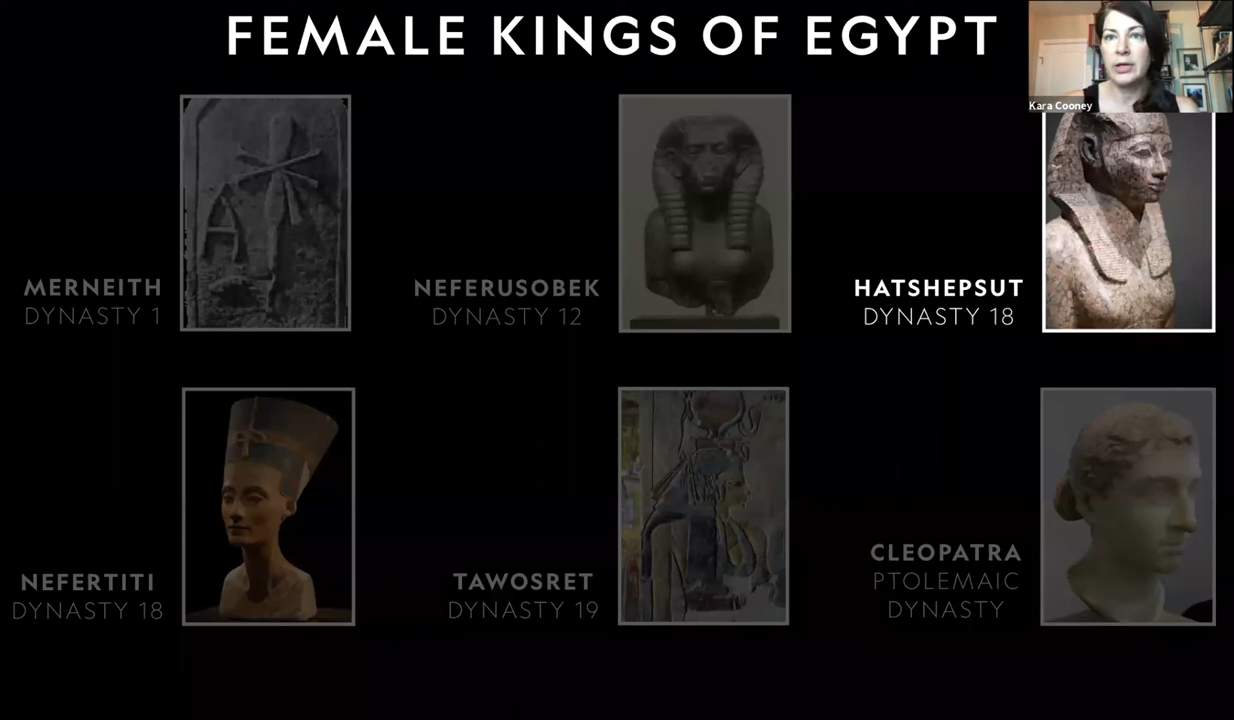 FEMALE KINGS OF EGYPT
Kara Cooney
MERNEITH
DYNASTY 1
NEFERUSOBEK
DYNASTY 12
HATSHEPSUT
DYNASTY 18
NEFERTITI
DYNASTY 18
TAWOSRET
DYNASTY 19
CLEOPATRA
PTOLEMAIC
DYNASTY